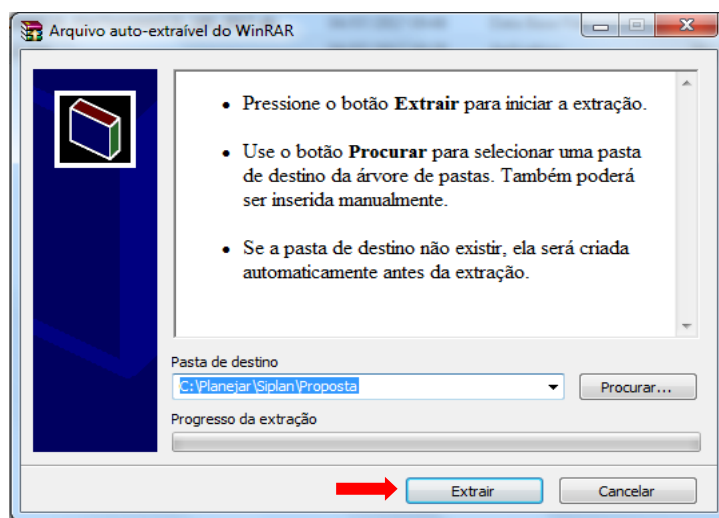 Arquivo auto-extraível do WinRAR
• Pressione o botão Extrair para iniciar a extração.
• Use o botão Procurar para selecionar uma pasta
de destino da árvore de pastas. Também poderá
ser inserida manualmente.
• Se a pasta de destino não existir, ela será criada
automaticamente antes da extração.
Pasta de destino
C:\Planejar\Siplan\Proposta
Procurar...
Progresso da extração
Extrair
Cancelar